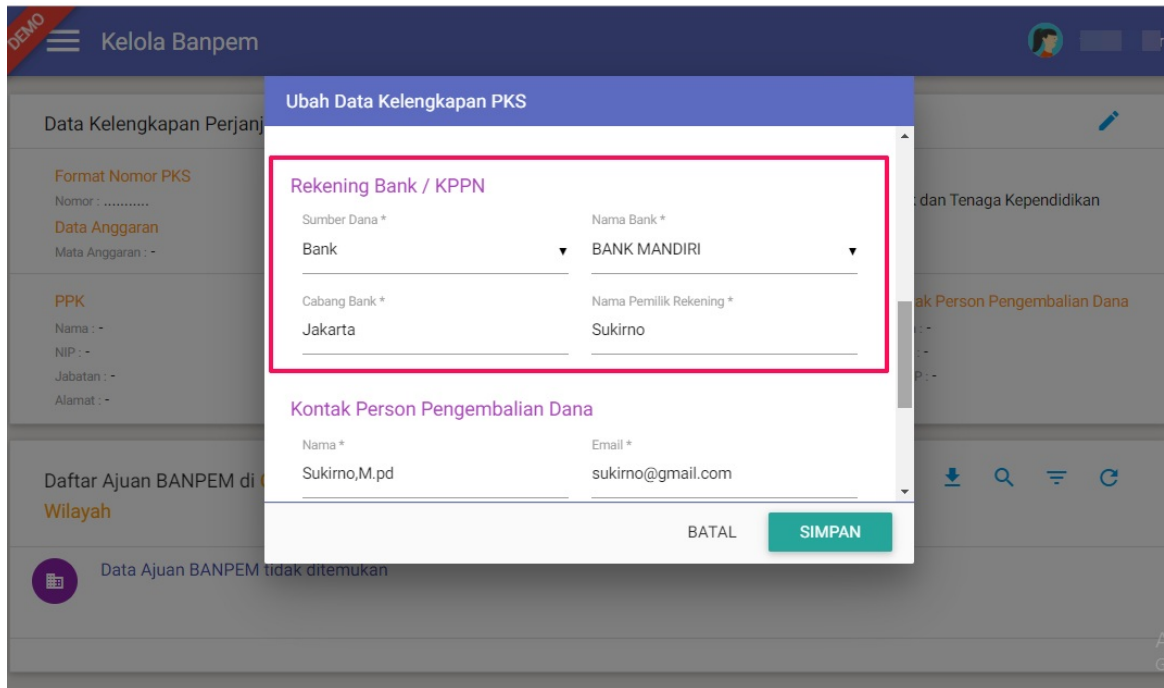 DEMO
Kelola Banpem
Ubah Data Kelengkapan PKS
Data Kelengkapan Perjanj
Format Nomor PKS
Nomor : ...........
Data Anggaran
Mata Anggaran : -
dan Tenaga Kependidikan
PPK
Nama : -
NIP : -
Jabatan : -
Alamat : -
ak Person Pengembalian Dana
: -
: -
P : -
Rekening Bank / KPPN
Sumber Dana *
Nama Bank *
Bank
BANK MANDIRI
Cabang Bank *
Nama Pemilik Rekening *
Jakarta
Sukirno
Kontak Person Pengembalian Dana
Nama *
Email *
Sukirno,M.pd
sukirno@gmail.com
BATAL
SIMPAN
Daftar Ajuan BANPEM di
Wilayah
Data Ajuan BANPEM tidak ditemukan